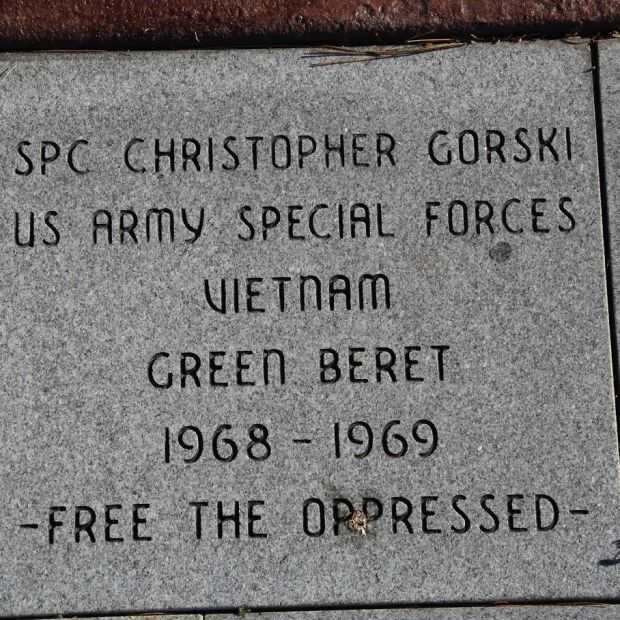 SPC CHRISTOPHER GORSKI
US ARMY SPECIAL FORCES
VIETNAM
GREEN BERET
1968 - 1969
-FREE THE OPPRESSED-